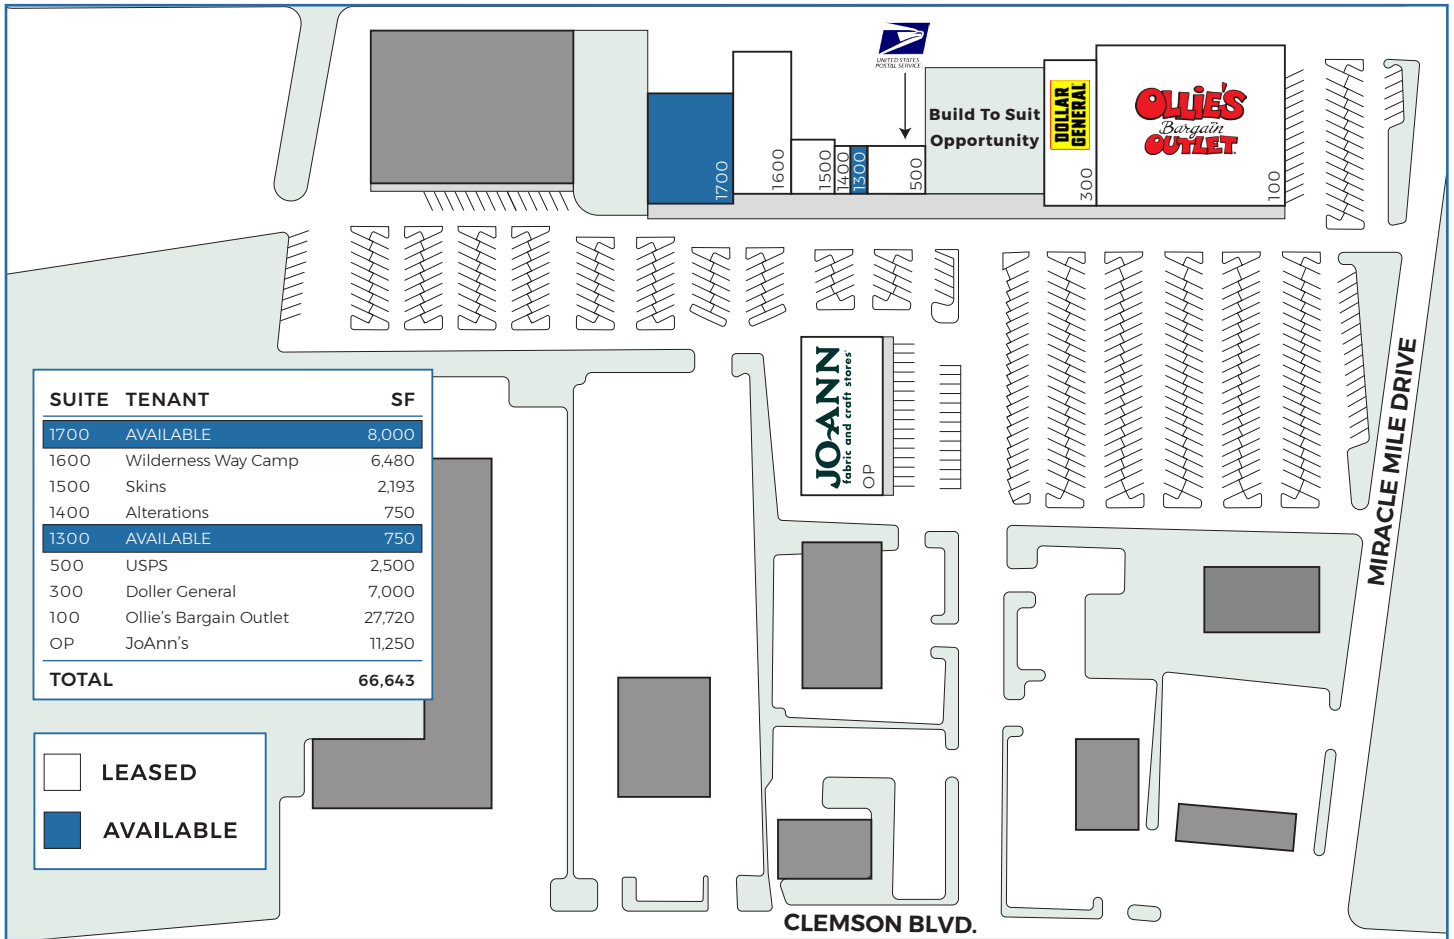 UNITED STATES
POSTAL SERVICE
Build To Suit
Opportunity
DOLLAR
GENERAL
OLLIE'S
Bargain
OUTLET
1700
1600
1500
1400
1300
500
300
100
JO-ANN
fabric and craft stores
OP
MIRACLE MILE DRIVE
SUITE TENANT SF
1700 AVAILABLE 8,000
1600 Wilderness Way Camp 6,480
1500 Skins 2,193
1400 Alterations 750
1300 AVAILABLE 750
500 USPS 2,500
300 Doller General 7,000
100 Ollie's Bargain Outlet 27,720
OP JoAnn's 11,250
TOTAL 66,643
LEASED
AVAILABLE
CLEMSON BLVD.